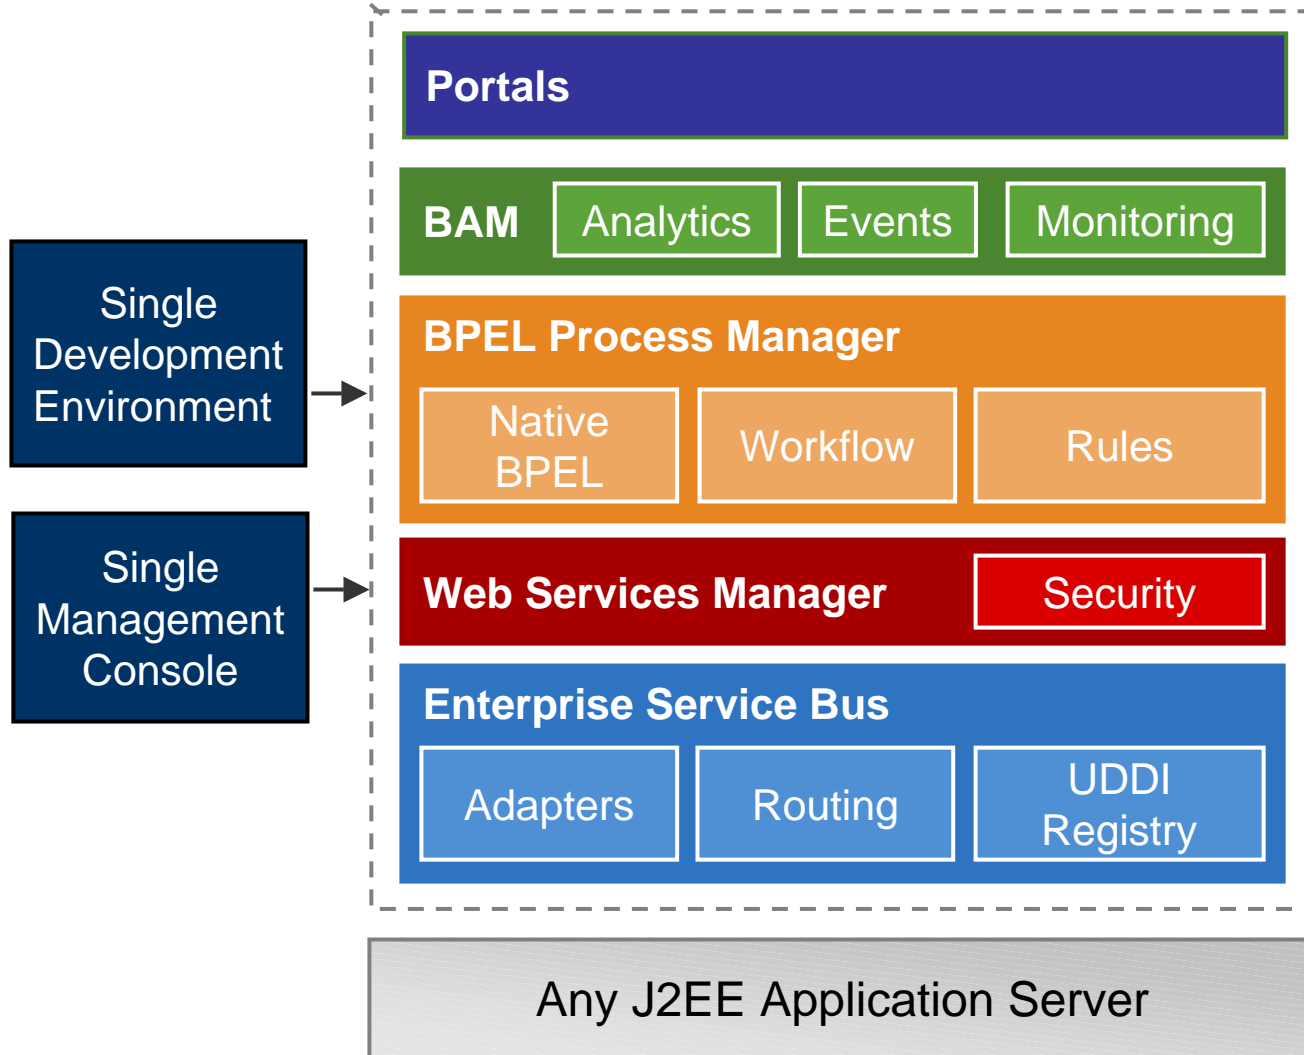 Portals
BAM
Analytics
Events
Monitoring
Single
Development
Environment
BPEL Process Manager
Native
BPEL
Workflow
Rules
Single
Management
Console
Web Services Manager
Security
Enterprise Service Bus
Adapters
Routing
UDDI
Registry
Any J2EE Application Server